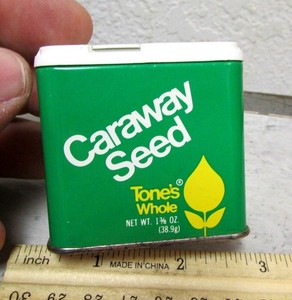 Caraway
Seed
Tone's®
Whole
NET WT. 1⅜ OZ.
(38.9g)
inch 1 MADE IN CHINA 2 3